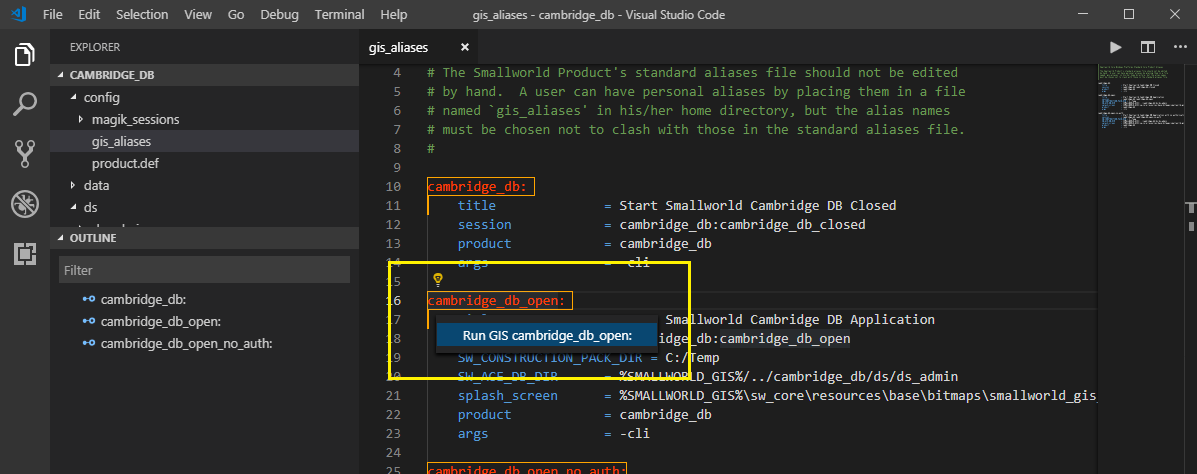 File Edit Selection View Go Debug Terminal Help gis_aliases - cambridge_db - Visual Studio Code
EXPLORER
CAMBRIDGE_DB
config
magik_sessions
gis_aliases
product.def
data
ds
OUTLINE
Filter
cambridge_db:
cambridge_db_open:
cambridge_db_open_no_auth:
gis_aliases
4 # The Smallworld Product's standard aliases file should not be edited
5 # by hand.  A user can have personal aliases by placing them in a file
6 # named `gis_aliases' in his/her home directory, but the alias names
7 # must be chosen not to clash with those in the standard aliases file.
8 #
9
10 cambridge_db:
11 title = Start Smallworld Cambridge DB Closed
12 session = cambridge_db:cambridge_db_closed
13 product = cambridge_db
14 args = -cli
15
16 cambridge_db_open:
17 Smallworld Cambridge DB Application
Run GIS cambridge_db_open:
18 :cambridge_db_open
19 SW_CONSTRUCTION_PACK_DIR = C:/Temp
20 SW_ACE_DB_DIR = %SMALLWORLD_GIS%/../cambridge_db/ds/ds_admin
21 splash_screen = %SMALLWORLD_GIS%\sw_core\resources\base\bitmaps\smallworld_gis_
22 product = cambridge_db
23 args = -cli
24
25 cambridge_db_open_no_auth: